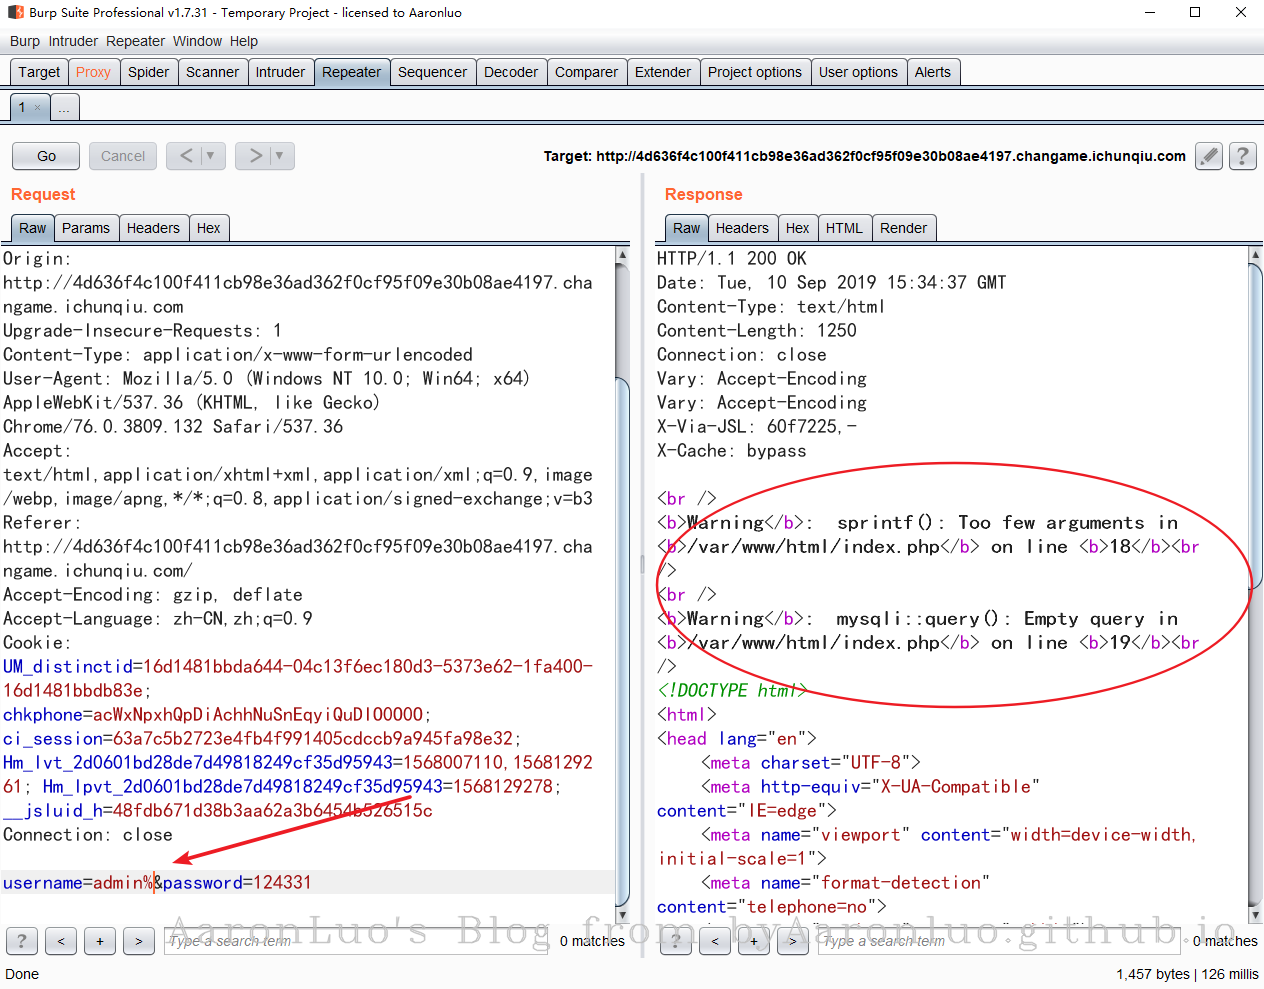 Burp Suite Professional v1.7.31 - Temporary Project - licensed to Aaronluo
Burp Intruder Repeater Window Help
Target Proxy Spider Scanner Intruder Repeater Sequencer Decoder Comparer Extender Project options User options Alerts
1 × ...
Go Cancel < > Target: http://4d636f4c100f411cb98e36ad362f0cf95f09e30b08ae4197.changame.ichunqiu.com ?
Request
Raw Params Headers Hex
Origin:
http://4d636f4c100f411cb98e36ad362f0cf95f09e30b08ae4197.cha
ngame.ichunqiu.com
Upgrade-Insecure-Requests: 1
Content-Type: application/x-www-form-urlencoded
User-Agent: Mozilla/5.0 (Windows NT 10.0; Win64; x64)
AppleWebKit/537.36 (KHTML, like Gecko)
Chrome/76.0.3809.132 Safari/537.36
Accept:
text/html,application/xhtml+xml,application/xml;q=0.9,image
/webp,image/apng,*/*;q=0.8,application/signed-exchange;v=b3
Referer:
http://4d636f4c100f411cb98e36ad362f0cf95f09e30b08ae4197.cha
ngame.ichunqiu.com/
Accept-Encoding: gzip, deflate
Accept-Language: zh-CN,zh;q=0.9
Cookie:
UM_distinctid=16d1481bbda644-04c13f6ec180d3-5373e62-1fa400-
16d1481bbdb83e;
chkphone=acWxNpxhQpDiAchhNuSnEqyiQuDIO0O0O;
ci_session=63a7c5b2723e4fb4f991405cdccb9a945fa98e32;
Hm_lvt_2d0601bd28de7d49818249cf35d95943=1568007110,15681292
61; Hm_lpvt_2d0601bd28de7d49818249cf35d95943=1568129278;
__jsluid_h=48fdb671d38b3aa62a3b6454b526515c
Connection: close
username=admin%&password=124331
? < + > Type a search term 0 matches
Response
Raw Headers Hex HTML Render
HTTP/1.1 200 OK
Date: Tue, 10 Sep 2019 15:34:37 GMT
Content-Type: text/html
Content-Length: 1250
Connection: close
Vary: Accept-Encoding
Vary: Accept-Encoding
X-Via-JSL: 60f7225,-
X-Cache: bypass
<br />
<b>Warning</b>:  sprintf(): Too few arguments in
<b>/var/www/html/index.php</b> on line <b>18</b><br
/>
<br />
<b>Warning</b>:  mysqli::query(): Empty query in
<b>/var/www/html/index.php</b> on line <b>19</b><br
/>
<!DOCTYPE html>
<html>
<head lang="en">
<meta charset="UTF-8">
<meta http-equiv="X-UA-Compatible"
content="IE=edge">
<meta name="viewport" content="width=device-width,
initial-scale=1">
<meta name="format-detection"
content="telephone=no">
? < + > Type a search term 0 matches
AaronLuo's Blog from byAaronluo.github.io
Done 1,457 bytes | 126 millis